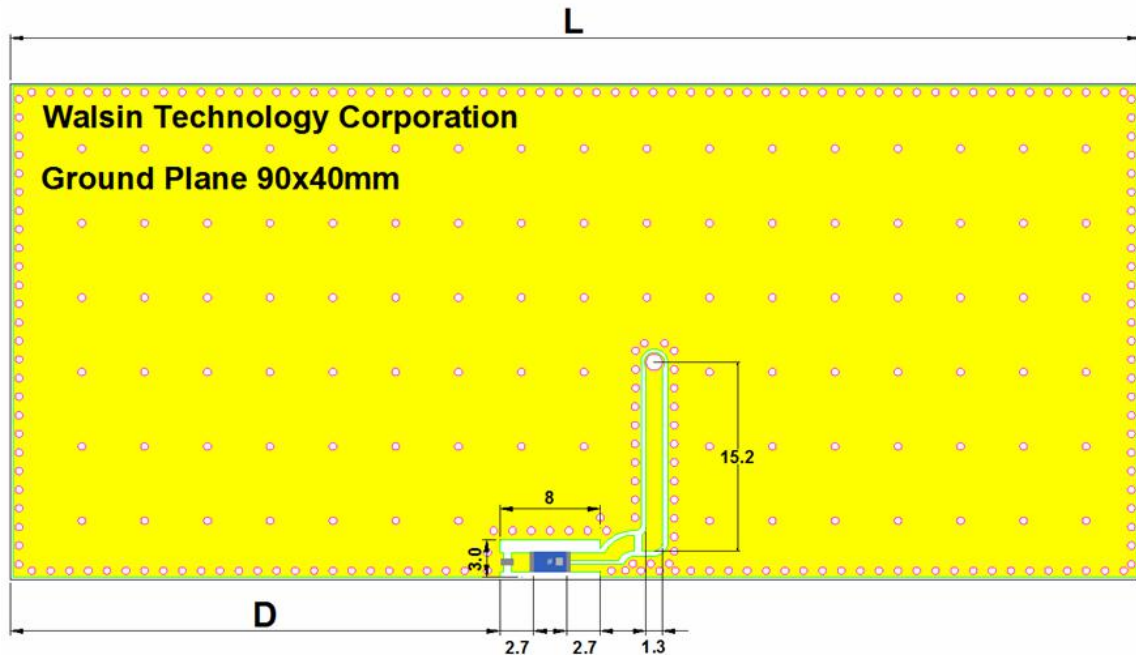 L
Walsin Technology Corporation
Ground Plane 90x40mm
15.2
8
3.0
D
2.7
2.7
1.3